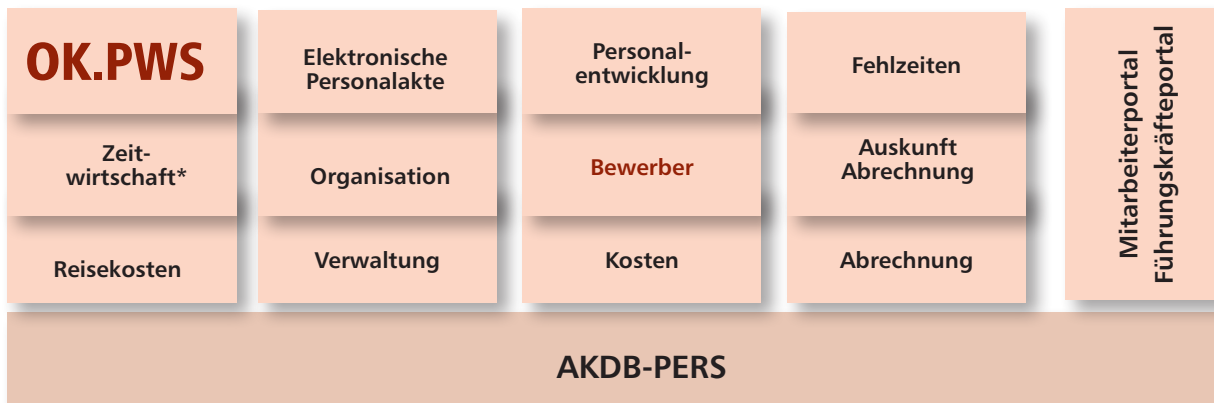 OK.PWS
Elektronische
Personalakte
Personal-
entwicklung
Fehlzeiten
Zeit-
wirtschaft*
Organisation
Bewerber
Auskunft
Abrechnung
Reisekosten
Verwaltung
Kosten
Abrechnung
Mitarbeiterportal
Führungskräfteportal
AKDB-PERS